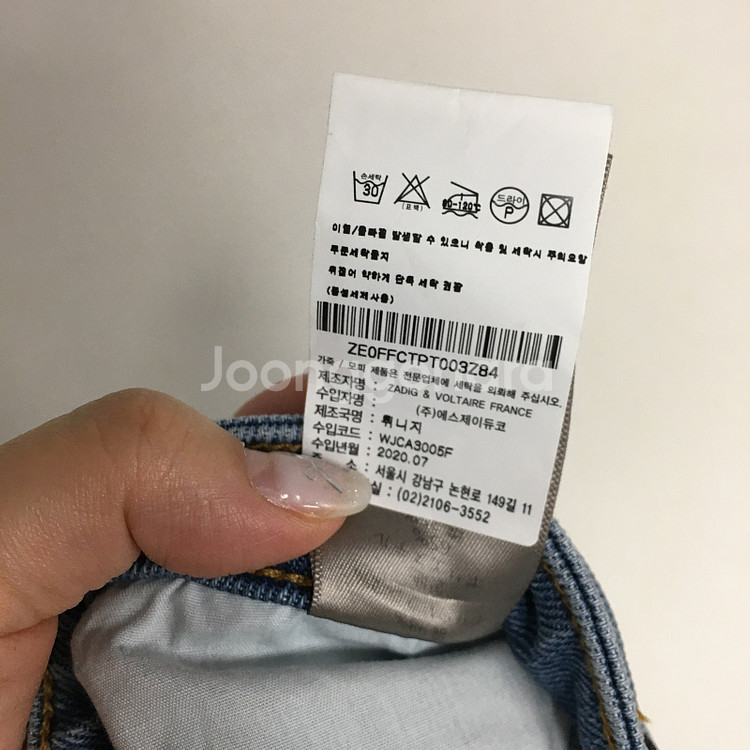 손세탁
30
(표백)
80-120℃
드라이
P
이염/올빠짐 발생할 수 있으니 착용 및 세탁시 주의요망
투문세탁금지
뒤집어 약하게 단독 세탁 권장
(중성세제사용)
ZE0FFCTPT003Z84
가죽 / 모피 제품은 전문업체에 세탁을 의뢰해 주십시오.
제조자명 : ZADIG & VOLTAIRE FRANCE
수입자명 : (주)에스제이듀코
제조국명 : 튀니지
수입코드 : WJCA3005F
수입년월 : 2020.07
주 소 : 서울시 강남구 논현로 149길 11
실 : (02)2106-3552